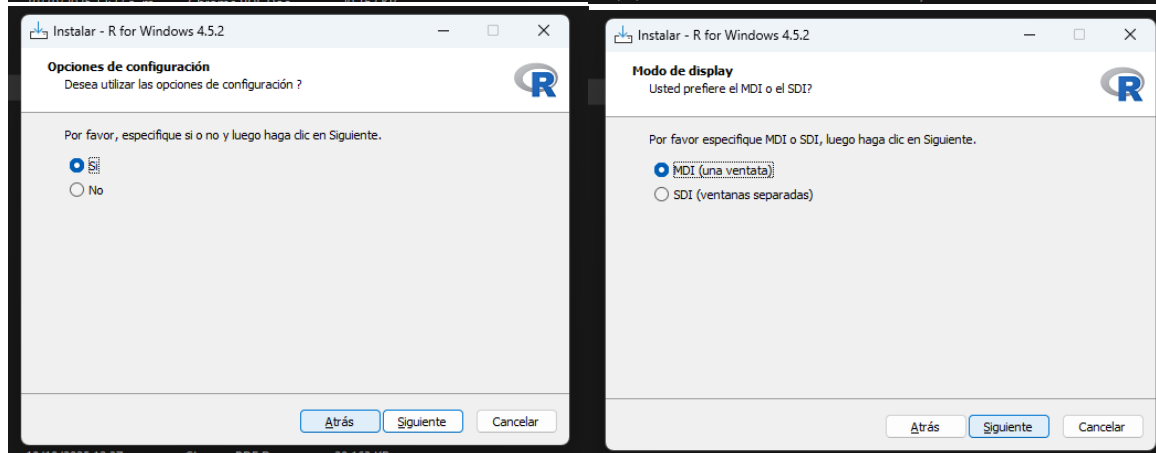 Instalar - R for Windows 4.5.2
Opciones de configuración
Desea utilizar las opciones de configuración ?
R
Por favor, especifique si o no y luego haga clic en Siguiente.
Si
No
Atrás
Siguiente
Cancelar
Instalar - R for Windows 4.5.2
Modo de display
Usted prefiere el MDI o el SDI?
R
Por favor especifique MDI o SDI, luego haga clic en Siguiente.
MDI (una ventata)
SDI (ventanas separadas)
Atrás
Siguiente
Cancelar